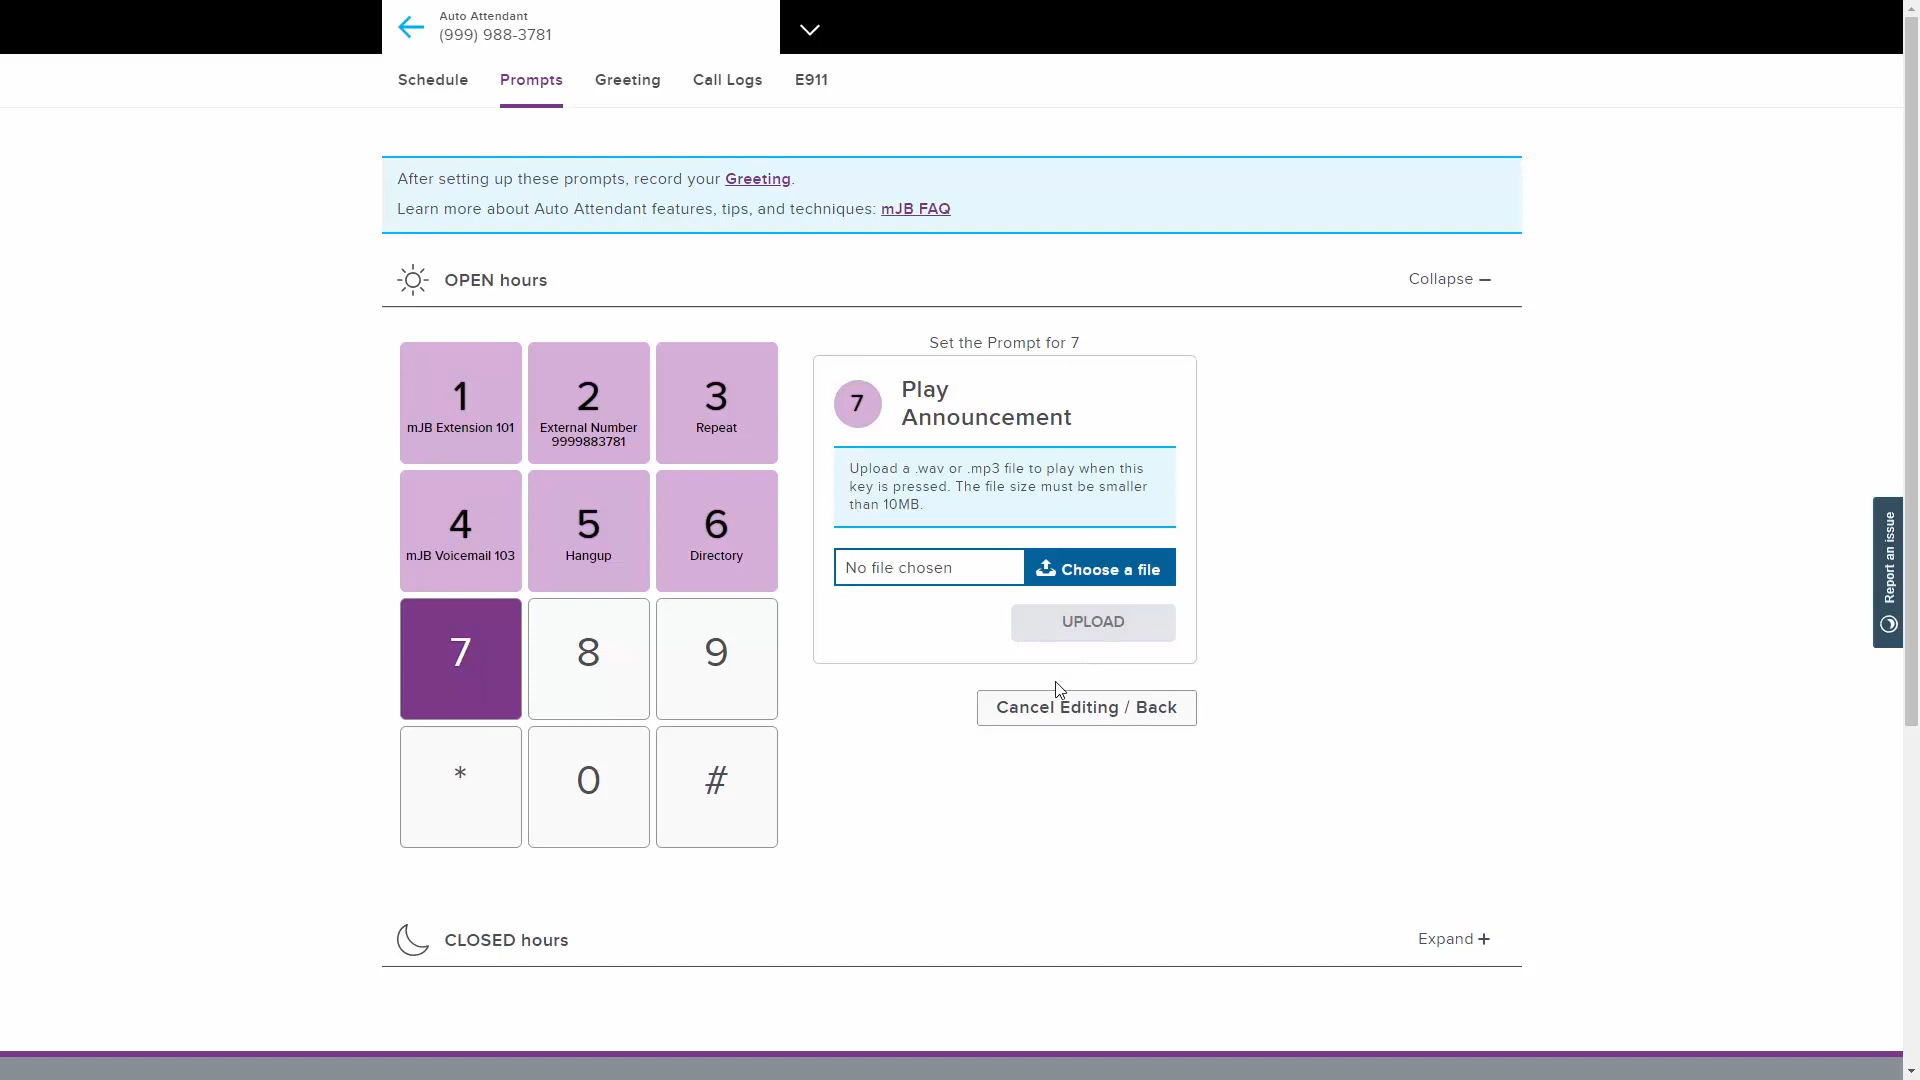 Auto Attendant
(999) 988-3781
Schedule
Prompts
Greeting
Call Logs
E911
After setting up these prompts, record your Greeting.
Learn more about Auto Attendant features, tips, and techniques: mJB FAQ
OPEN hours
Collapse
1
mJB Extension 101
2
External Number
9999883781
3
Repeat
4
mJB Voicemail 103
5
Hangup
6
Directory
7
8
9
*
0
#
Set the Prompt for 7
7
Play
Announcement
Upload a .wav or .mp3 file to play when this
key is pressed. The file size must be smaller
than 10MB.
No file chosen
Choose a file
UPLOAD
Cancel Editing / Back
CLOSED hours
Expand +
Report an issue